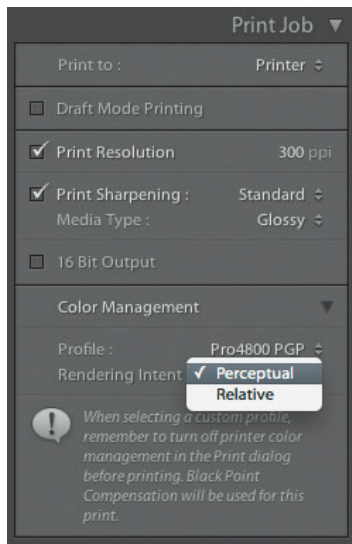 Print Job
Print to : Printer
Draft Mode Printing
Print Resolution 300 ppi
Print Sharpening : Standard
Media Type : Glossy
16 Bit Output
Color Management
Profile : Pro4800 PGP
Rendering Intent ✓ Perceptual
Relative
When selecting a custom profile,
remember to turn off printer color
management in the Print dialog
before printing. Black Point
Compensation will be used for this
print.